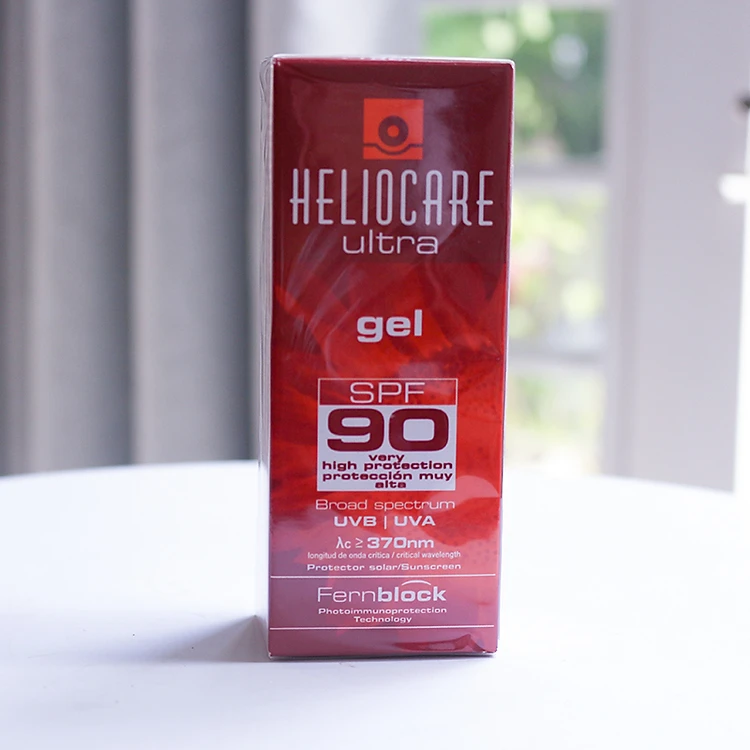 HELIOCARE
ultra
gel
SPF
90
very
high protection
protección muy
alta
Broad spectrum
UVB | UVA
λc ≥ 370nm
longitud de onda crítica / critical wavelength
Protector solar/Sunscreen
Fernblock
Photoimmunoprotection
Technology